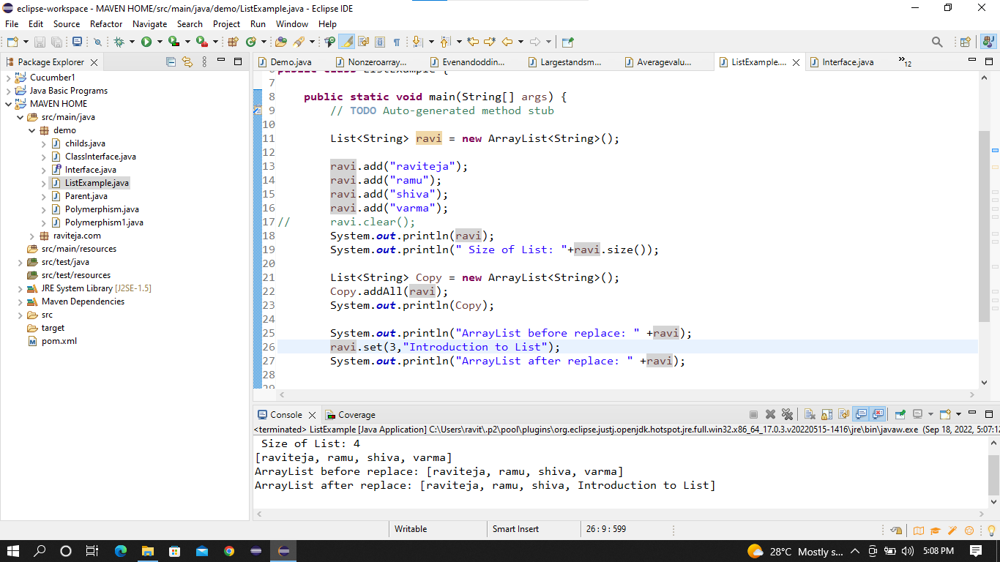 eclipse-workspace - MAVEN HOME/src/main/java/demo/ListExample.java - Eclipse IDE
File Edit Source Refactor Navigate Search Project Run Window Help
Package Explorer
Cucumber1
Java Basic Programs
MAVEN HOME
src/main/java
demo
childs.java
ClassInterface.java
Interface.java
ListExample.java
Parent.java
Polymerphism.java
Polymerphism1.java
raviteja.com
src/main/resources
src/test/java
src/test/resources
JRE System Library [J2SE-1.5]
Maven Dependencies
src
target
pom.xml
Demo.java Nonzeroarray... Evenandoddin... Largestandsm... Averagevalu... ListExample.... Interface.java 12
7
8 public static void main(String[] args) {
9 // TODO Auto-generated method stub
10
11 List<String> ravi = new ArrayList<String>();
12
13 ravi.add("raviteja");
14 ravi.add("ramu");
15 ravi.add("shiva");
16 ravi.add("varma");
17 // ravi.clear();
18 System.out.println(ravi);
19 System.out.println(" Size of List: "+ravi.size());
20
21 List<String> Copy = new ArrayList<String>();
22 Copy.addAll(ravi);
23 System.out.println(Copy);
24
25 System.out.println("ArrayList before replace: " +ravi);
26 ravi.set(3,"Introduction to List");
27 System.out.println("ArrayList after replace: " +ravi);
28
Console Coverage
<terminated> ListExample [Java Application] C:\Users\ravit\.p2\pool\plugins\org.eclipse.justj.openjdk.hotspot.jre.full.win32.x86_64_17.0.3.v20220515-1416\jre\bin\javaw.exe (Sep 18, 2022, 5:07:12
Size of List: 4
[raviteja, ramu, shiva, varma]
ArrayList before replace: [raviteja, ramu, shiva, varma]
ArrayList after replace: [raviteja, ramu, shiva, Introduction to List]
Writable Smart Insert 26 : 9 : 599
28°C Mostly s... 5:08 PM